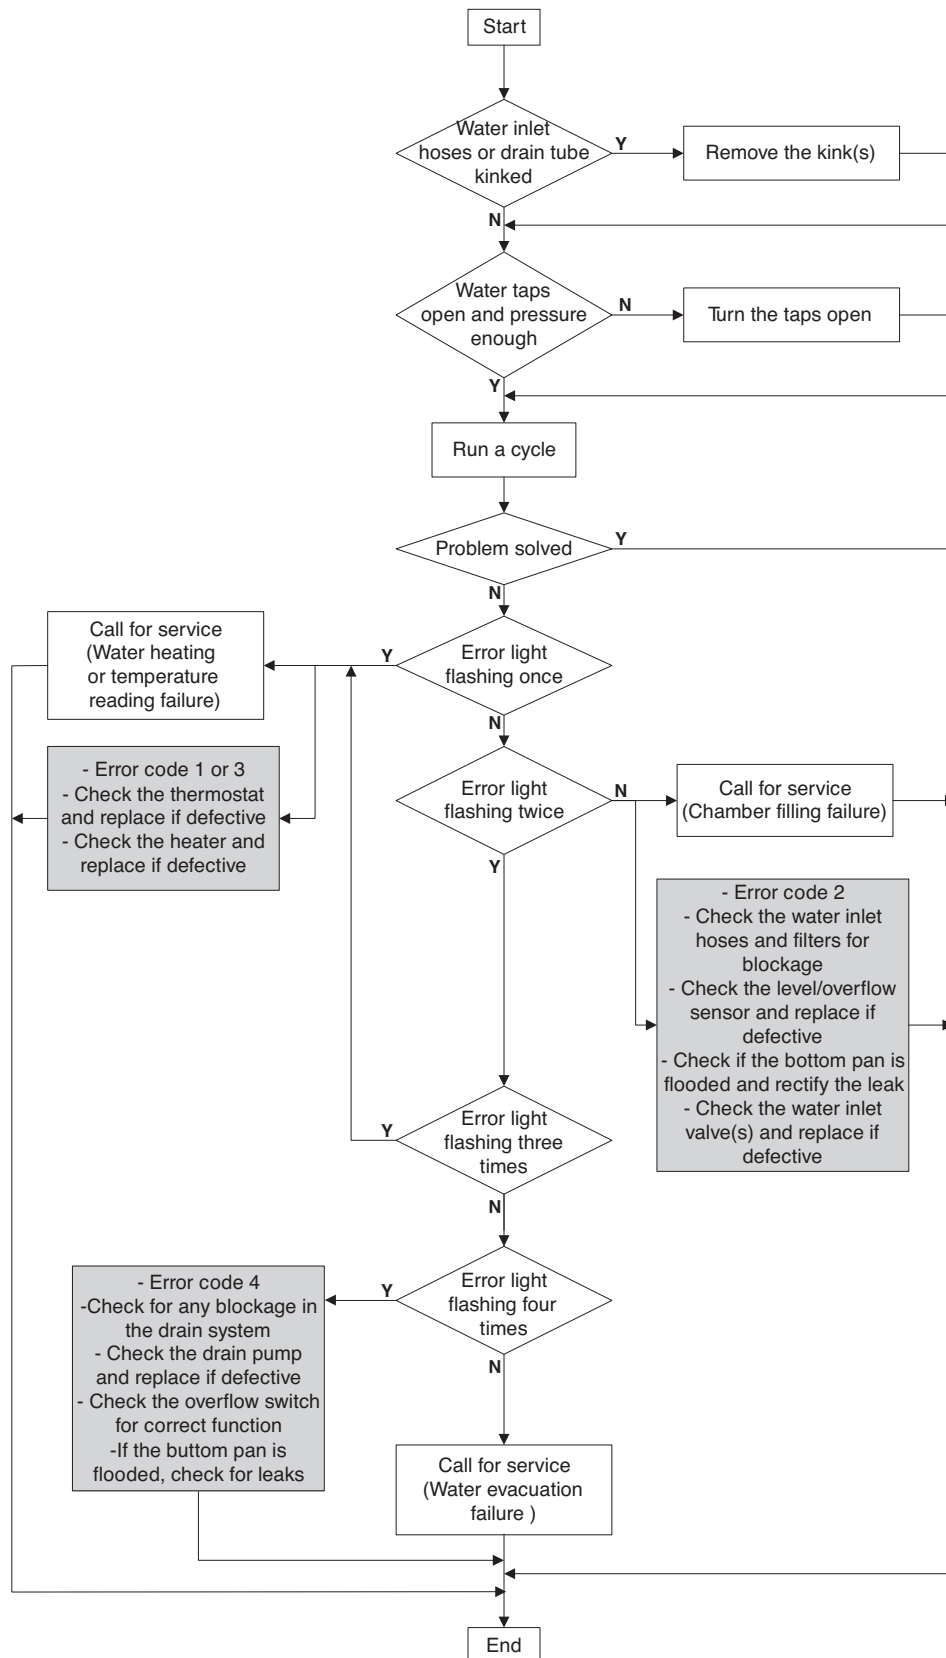 Start
Water inlet
hoses or drain tube
kinked
Y
Remove the kink(s)
N
Water taps
open and pressure
enough
N
Turn the taps open
Y
Run a cycle
Problem solved
Y
N
Call for service
(Water heating
or temperature
reading failure)
Y
Error light
flashing once
N
- Error code 1 or 3
- Check the thermostat
and replace if defective
- Check the heater and
replace if defective
Error light
flashing twice
N
Call for service
(Chamber filling failure)
Y
- Error code 2
- Check the water inlet
hoses and filters for
blockage
- Check the level/overflow
sensor and replace if
defective
- Check if the bottom pan is
flooded and rectify the leak
- Check the water inlet
valve(s) and replace if
defective
Y
Error light
flashing three
times
N
- Error code 4
-Check for any blockage in
the drain system
- Check the drain pump
and replace if defective
- Check the overflow switch
for correct function
-If the buttom pan is
flooded, check for leaks
Y
Error light
flashing four
times
N
Call for service
(Water evacuation
failure )
End